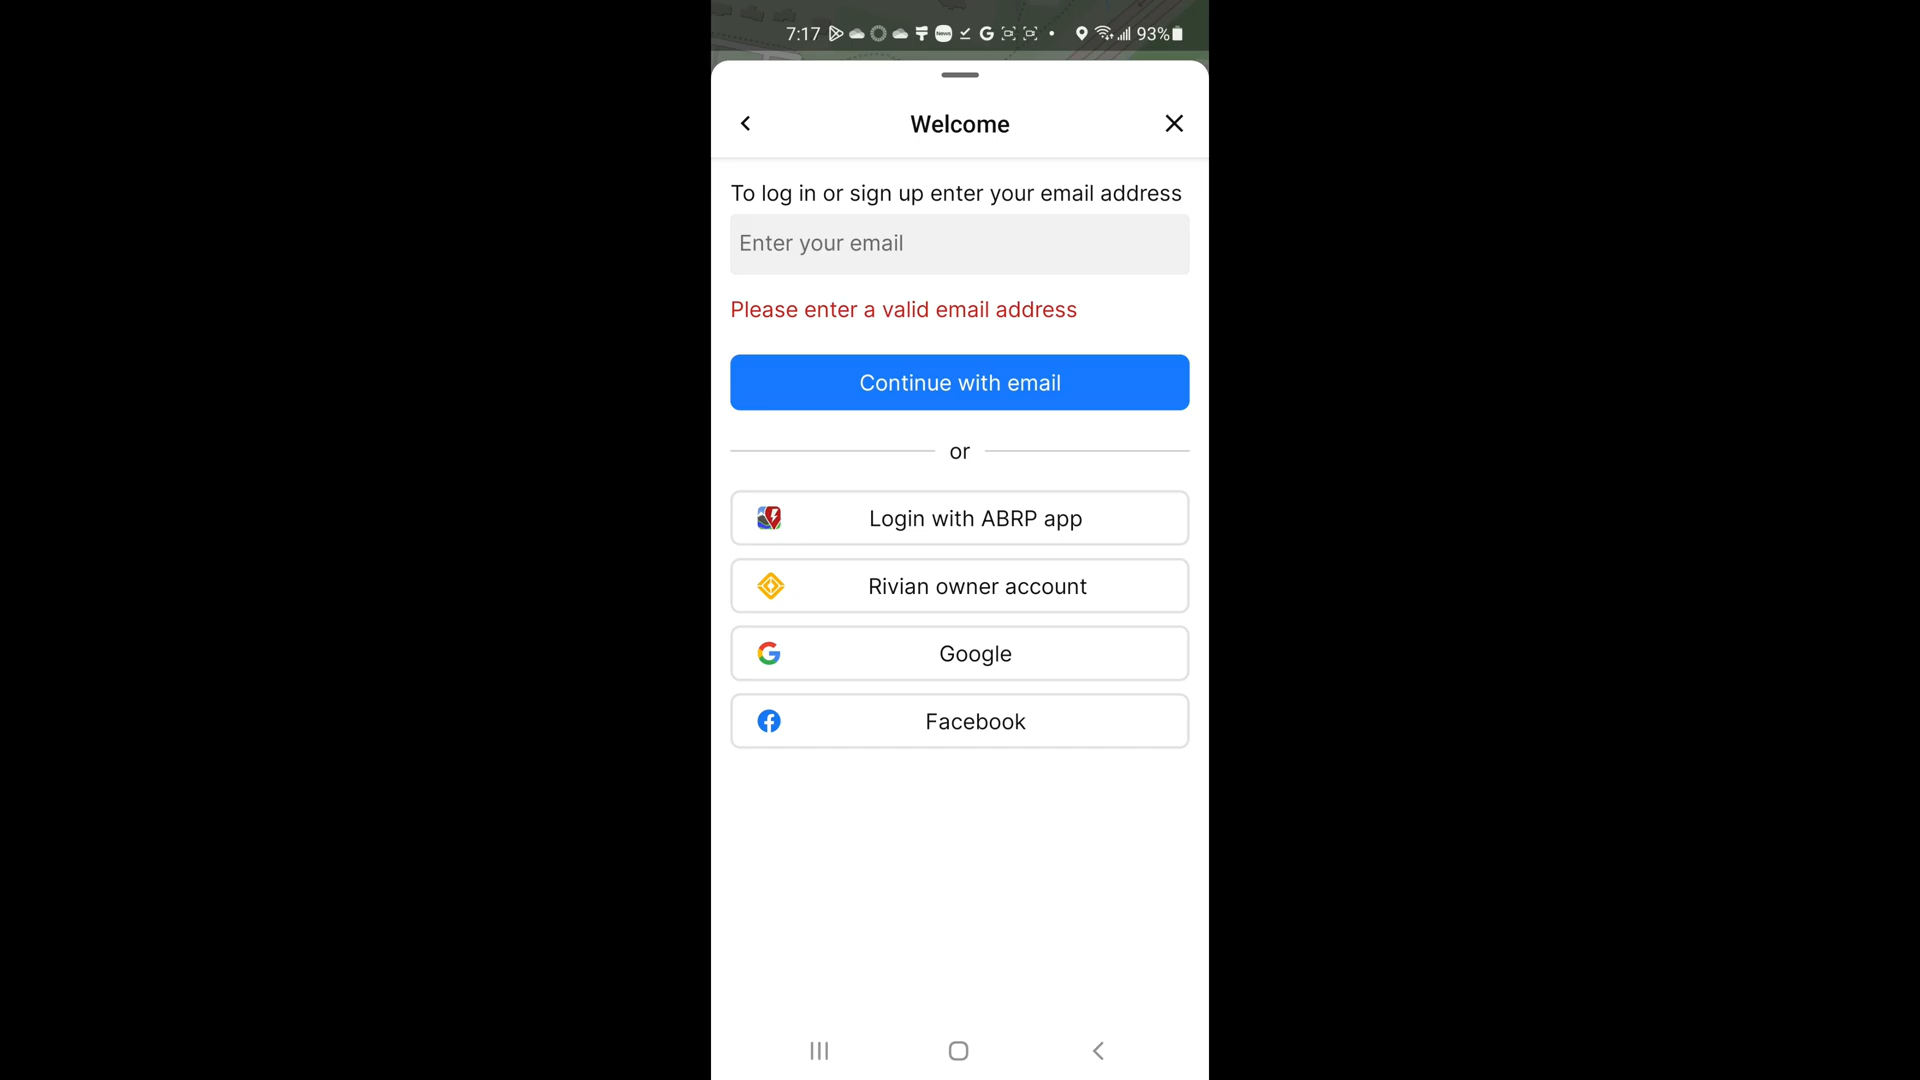 7:17 News G 93%
Welcome
To log in or sign up enter your email address
Enter your email
Please enter a valid email address
Continue with email
or
Login with ABRP app
Rivian owner account
Google
Facebook